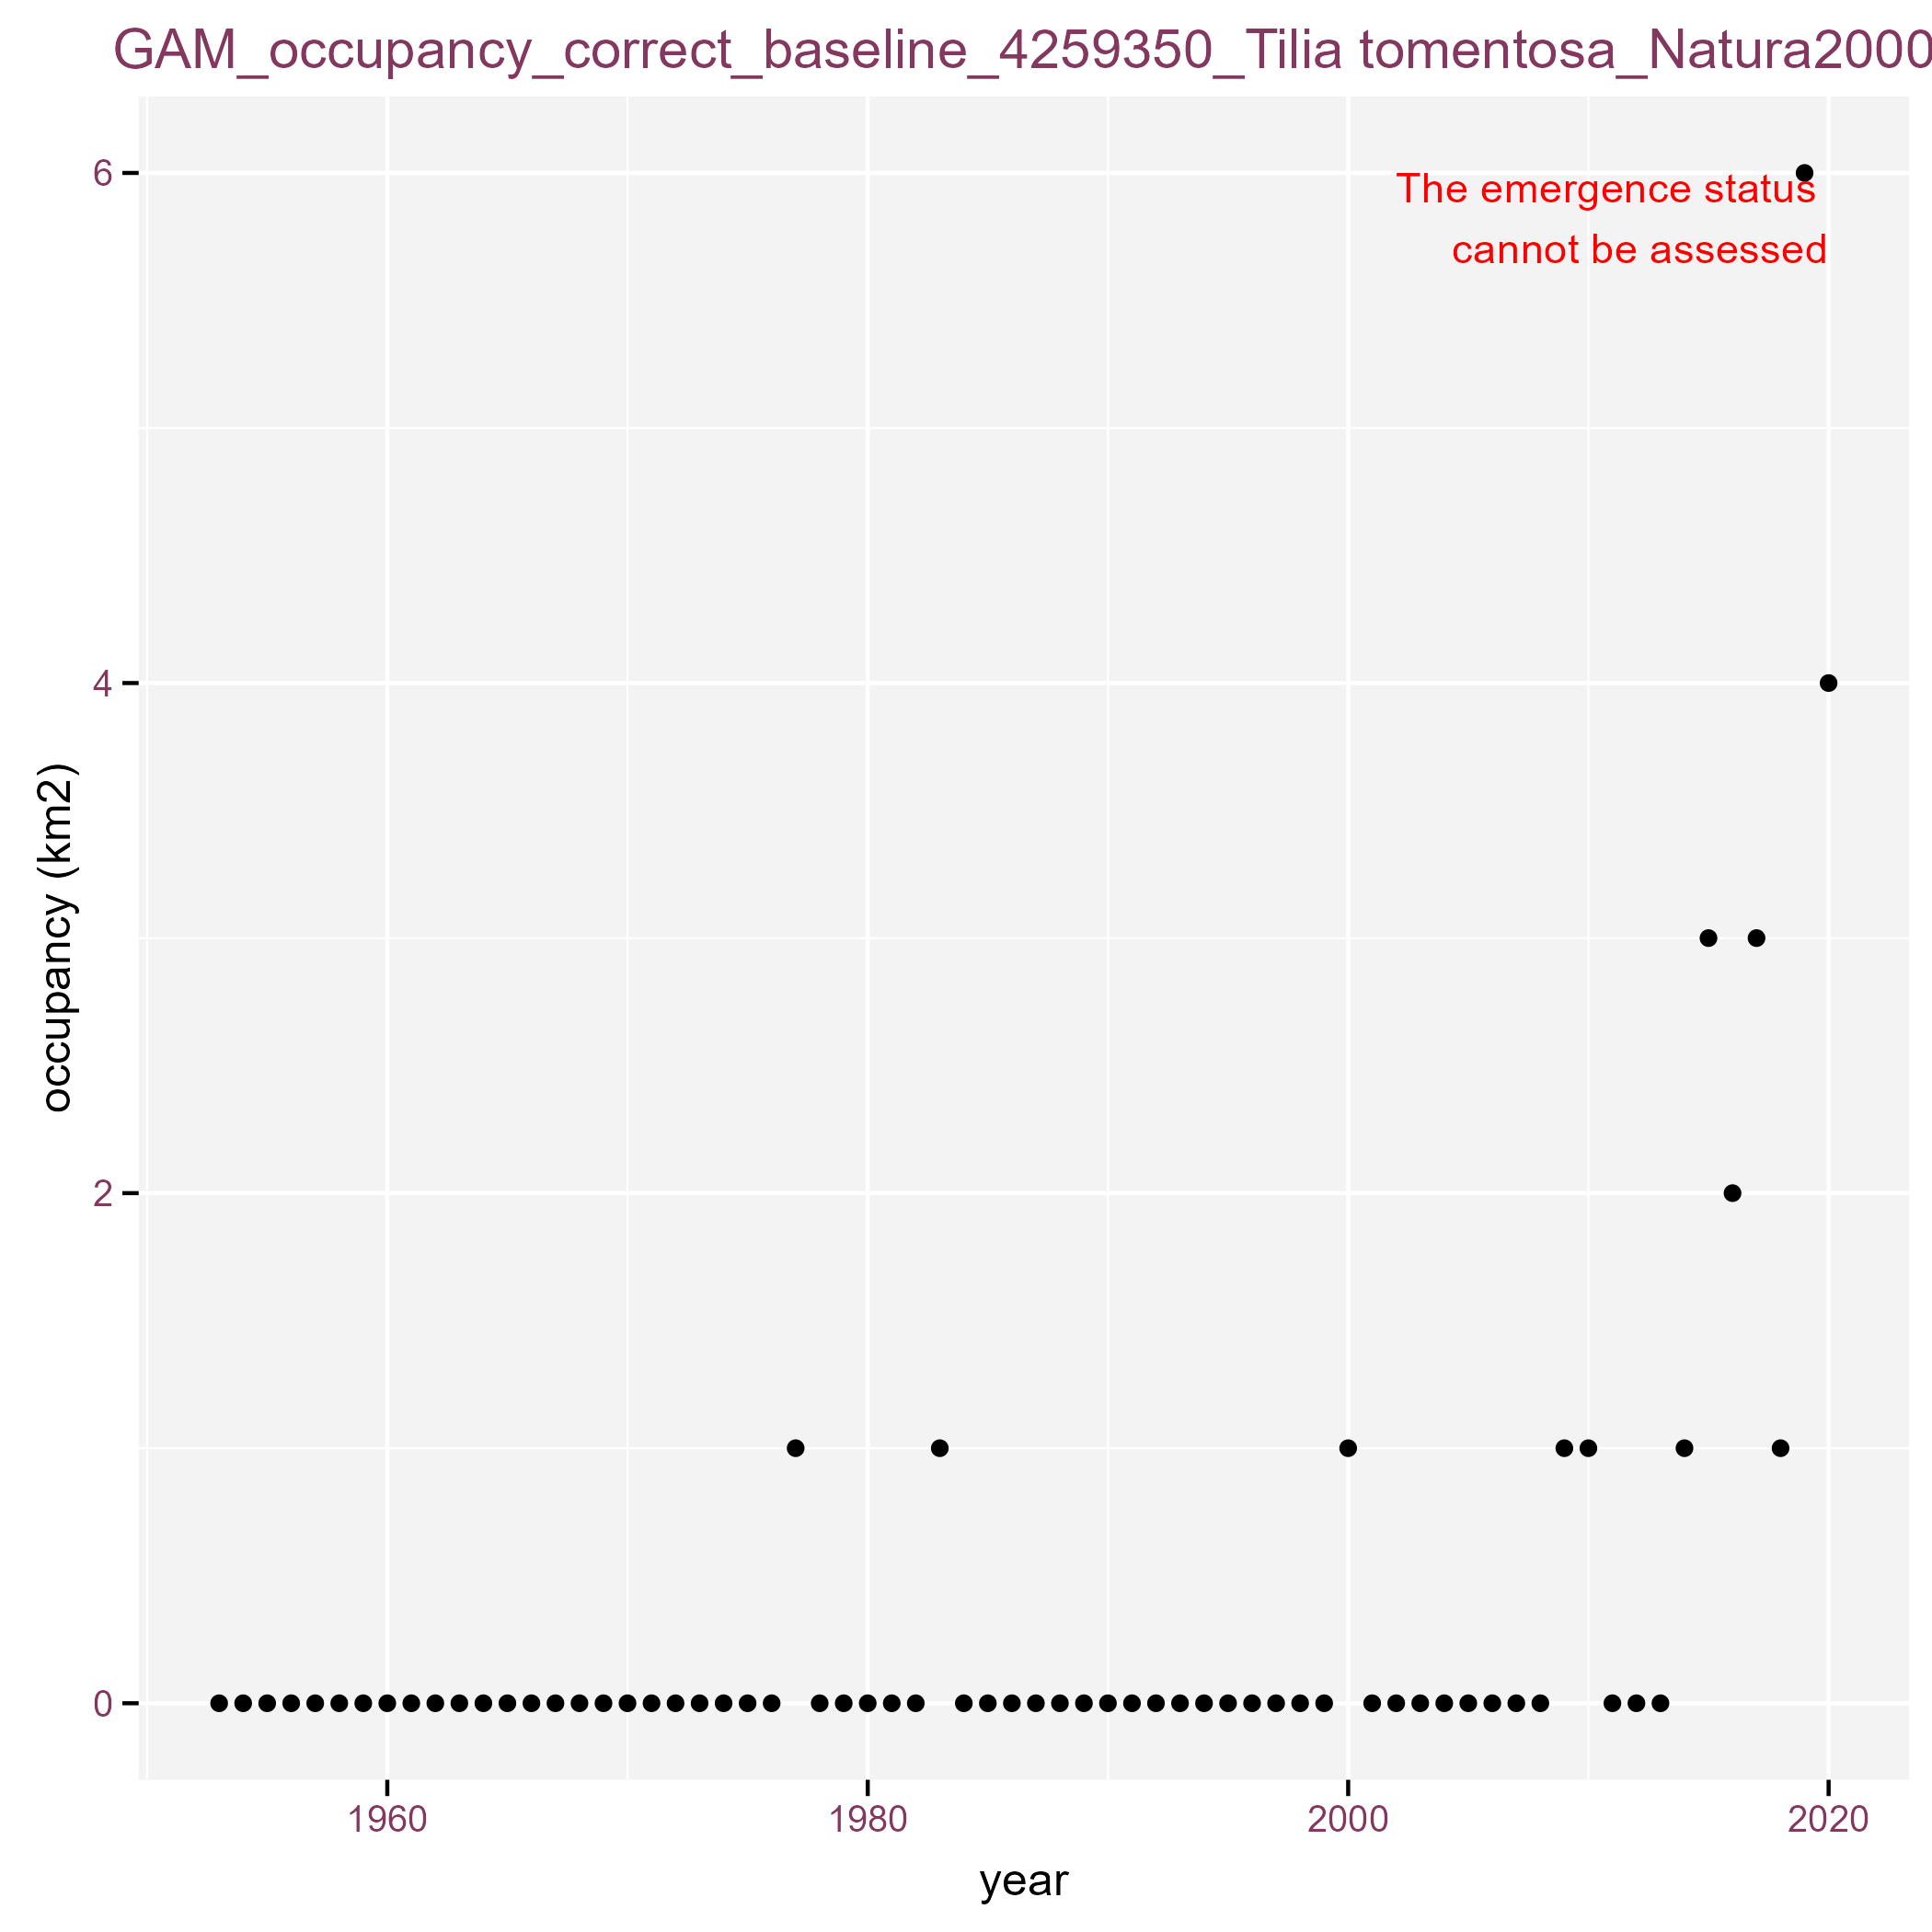 GAM_occupancy_correct_baseline_4259350_Tilia tomentosa_Natura2000
6
The emergence status
cannot be assessed
4
occupancy (km2)
2
0
1960 1980 2000 2020
year